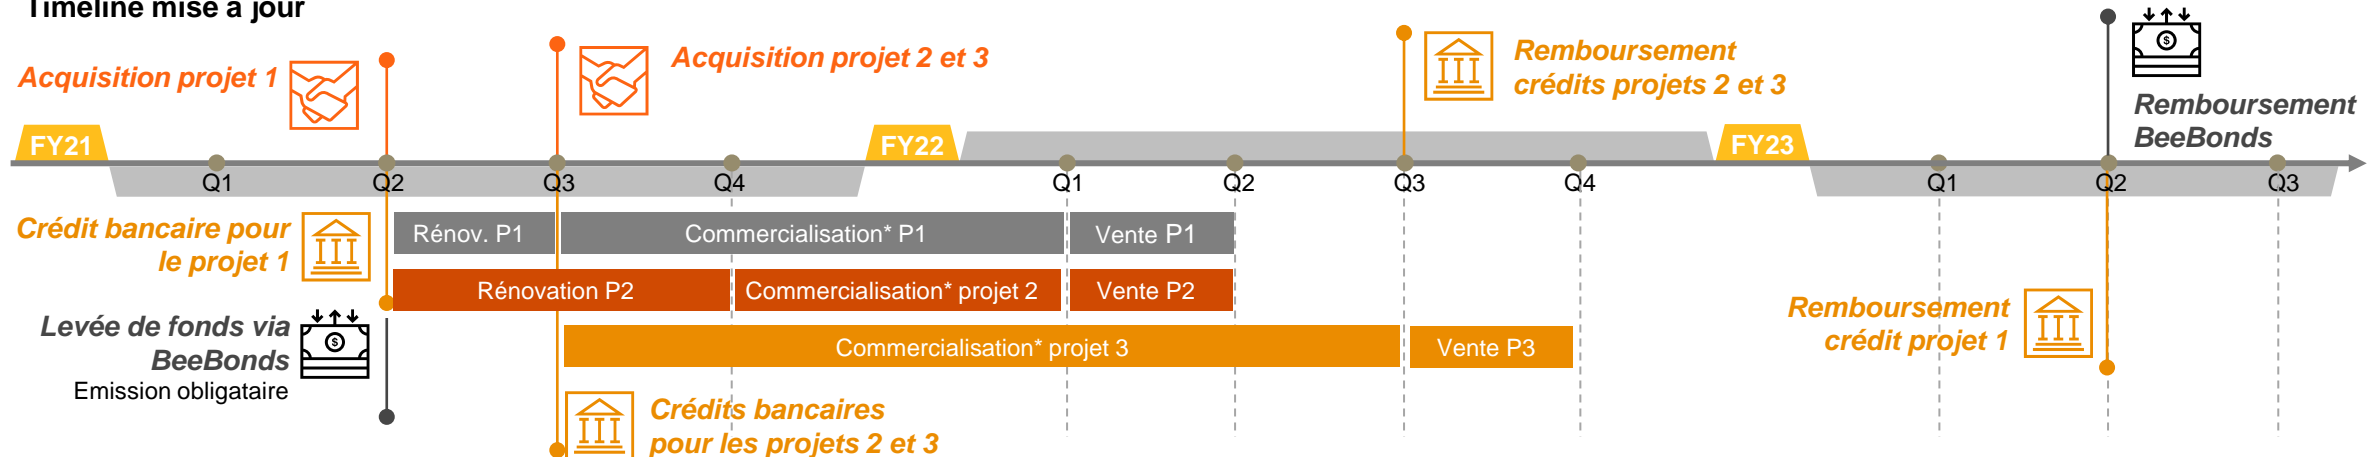 Timeline mise à jour
Acquisition projet 1
Acquisition projet 2 et 3
Remboursement
crédits projets 2 et 3
Remboursement
BeeBonds
FY21
FY22
FY23
Q1
Q2
Q3
Q4
Q1
Q2
Q3
Q4
Q1
Q2
Q3
Crédit bancaire pour
le projet 1
Rénov. P1
Commercialisation* P1
Vente P1
Rénovation P2
Commercialisation* projet 2
Vente P2
Levée de fonds via
BeeBonds
Emission obligataire
Commercialisation* projet 3
Vente P3
Remboursement
crédit projet 1
Crédits bancaires
pour les projets 2 et 3